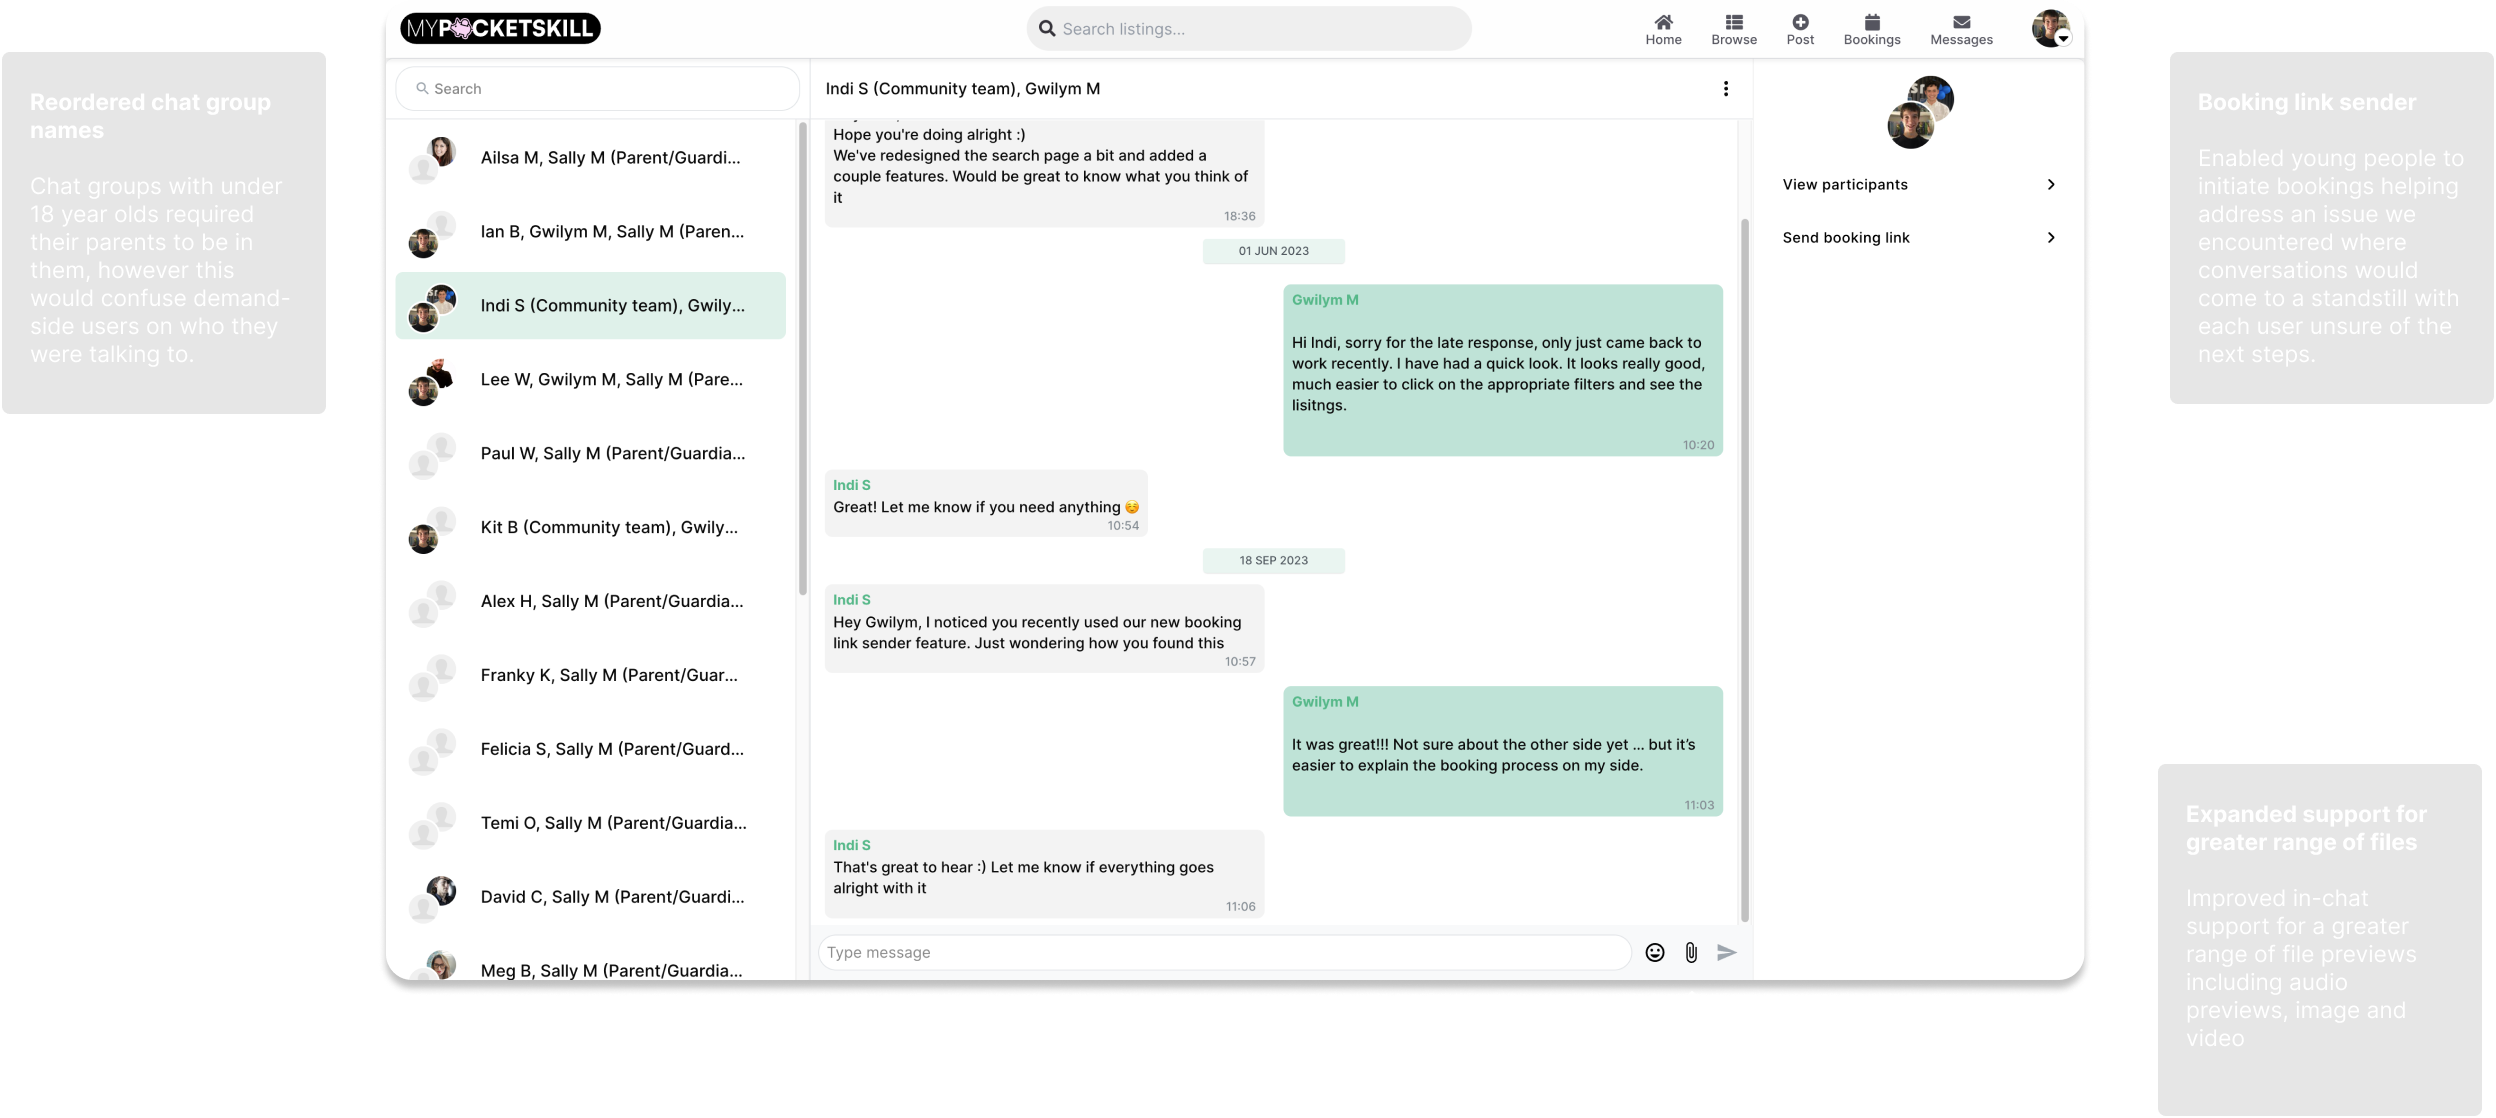 MYPOCKETSKILL
Search listings...
Home
Browse
Post
Bookings
Messages
Reordered chat group
names
Chat groups with under
18 year olds required
their parents to be in
them, however this
would confuse demand-
side users on who they
were talking to.
Search
Ailsa M, Sally M (Parent/Guardi...
Ian B, Gwilym M, Sally M (Paren...
Indi S (Community team), Gwily...
Lee W, Gwilym M, Sally M (Pare...
Paul W, Sally M (Parent/Guardia...
Kit B (Community team), Gwily...
Alex H, Sally M (Parent/Guardia...
Franky K, Sally M (Parent/Guar...
Felicia S, Sally M (Parent/Guard...
Temi O, Sally M (Parent/Guardia...
David C, Sally M (Parent/Guardi...
Meg B, Sally M (Parent/Guardia...
Indi S (Community team), Gwilym M
Hope you're doing alright :)
We've redesigned the search page a bit and added a
couple features. Would be great to know what you think of
it
18:36
01 JUN 2023
Gwilym M
Hi Indi, sorry for the late response, only just came back to
work recently. I have had a quick look. It looks really good,
much easier to click on the appropriate filters and see the
lisitngs.
10:20
Indi S
Great! Let me know if you need anything ☺️
10:54
18 SEP 2023
Indi S
Hey Gwilym, I noticed you recently used our new booking
link sender feature. Just wondering how you found this
10:57
Gwilym M
It was great!!! Not sure about the other side yet ... but it's
easier to explain the booking process on my side.
11:03
Indi S
That's great to hear :) Let me know if everything goes
alright with it
11:06
Type message
View participants
Send booking link
Booking link sender
Enabled young people to
initiate bookings helping
address an issue we
encountered where
conversations would
come to a standstill with
each user unsure of the
next steps.
Expanded support for
greater range of files
Improved in-chat
support for a greater
range of file previews
including audio
previews, image and
video